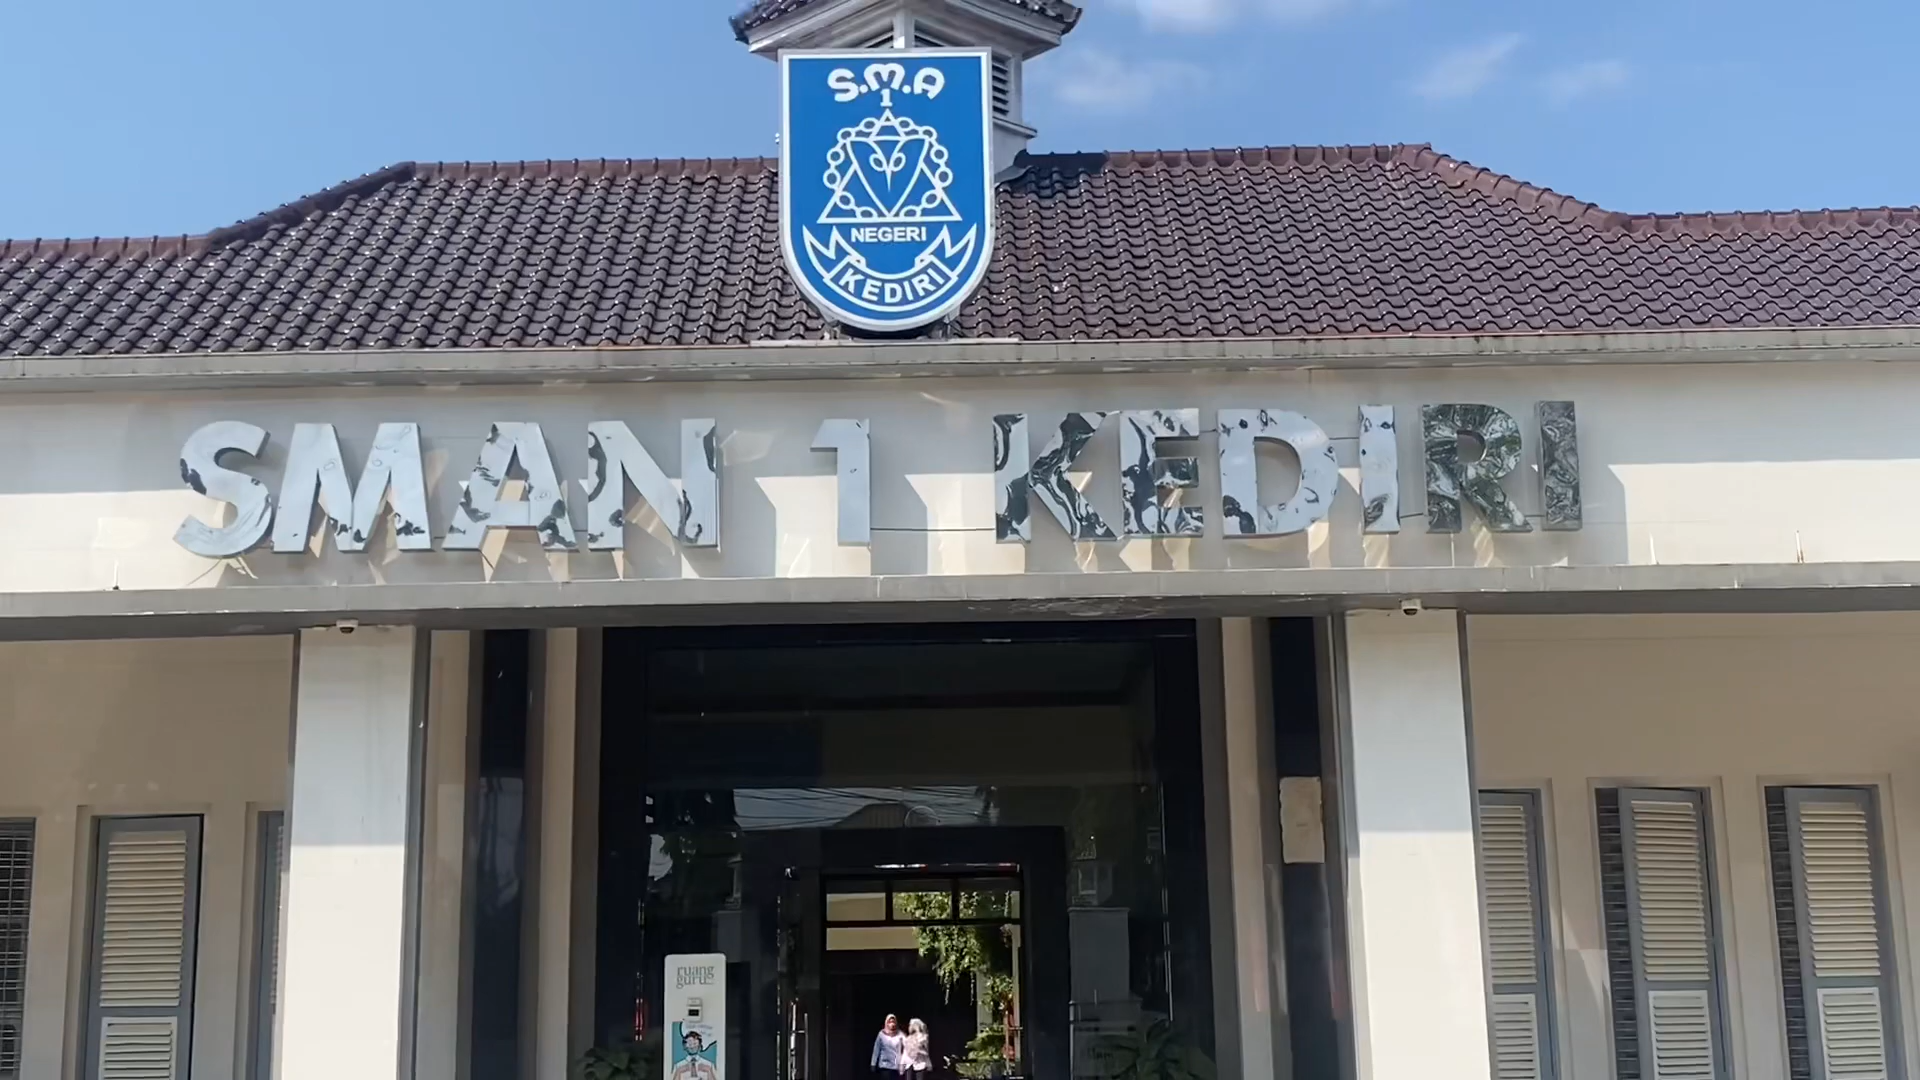 S.M.A
1
NEGERI
KEDIRI
SMAN 1 KEDIRI
ruang
guru